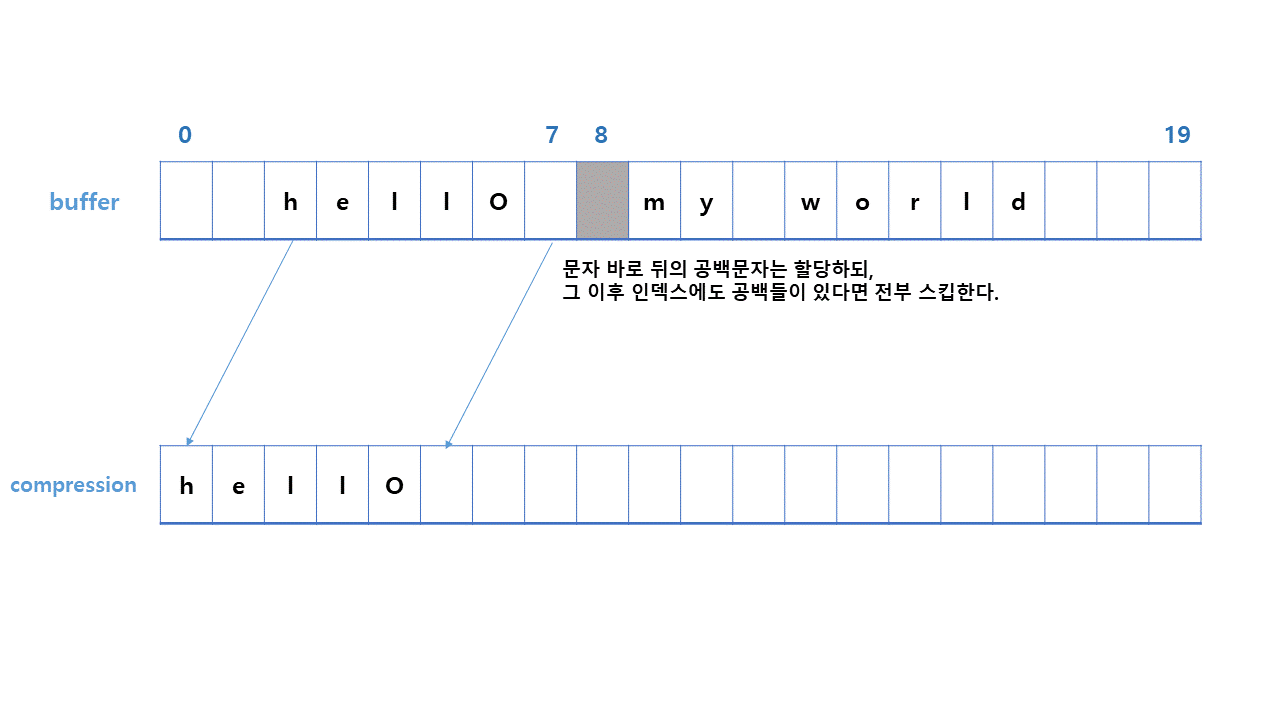 0 7 8 19
buffer h e l l O m y w o r l d
문자 바로 뒤의 공백문자는 할당하되,
그 이후 인덱스에도 공백들이 있다면 전부 스킵한다.
compression h e l l O